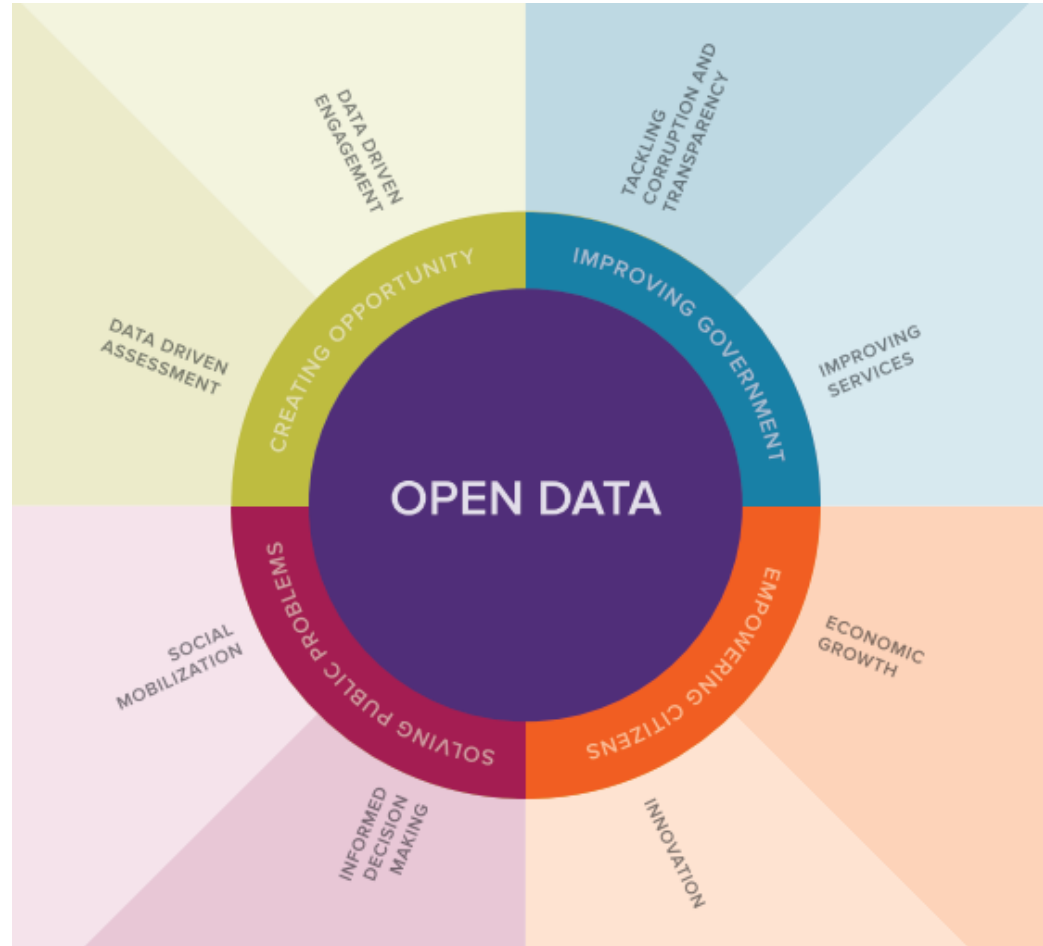 DATA DRIVEN
ENGAGEMENT
TACKLING
CORRUPTION AND
TRANSPARENCY
CREATING OPPORTUNITY
IMPROVING GOVERNMENT
DATA DRIVEN
ASSESSMENT
IMPROVING
SERVICES
OPEN DATA
SOCIAL
MOBILIZATION
SOLVING PUBLIC PROBLEMS
EMPOWERING CITIZENS
ECONOMIC
GROWTH
INFORMED
DECISION
MAKING
INNOVATION